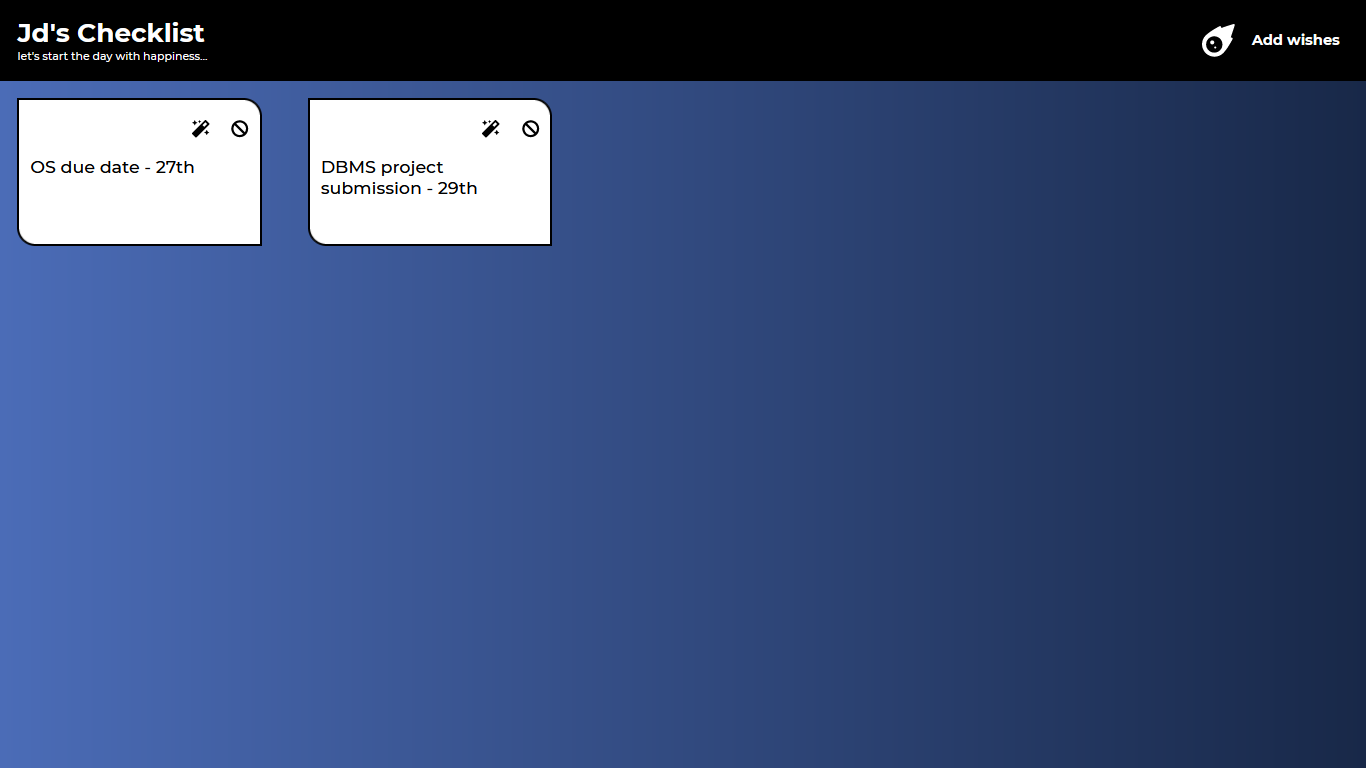 Jd's Checklist
let's start the day with happiness...
Add wishes
OS due date - 27th
DBMS project
submission - 29th